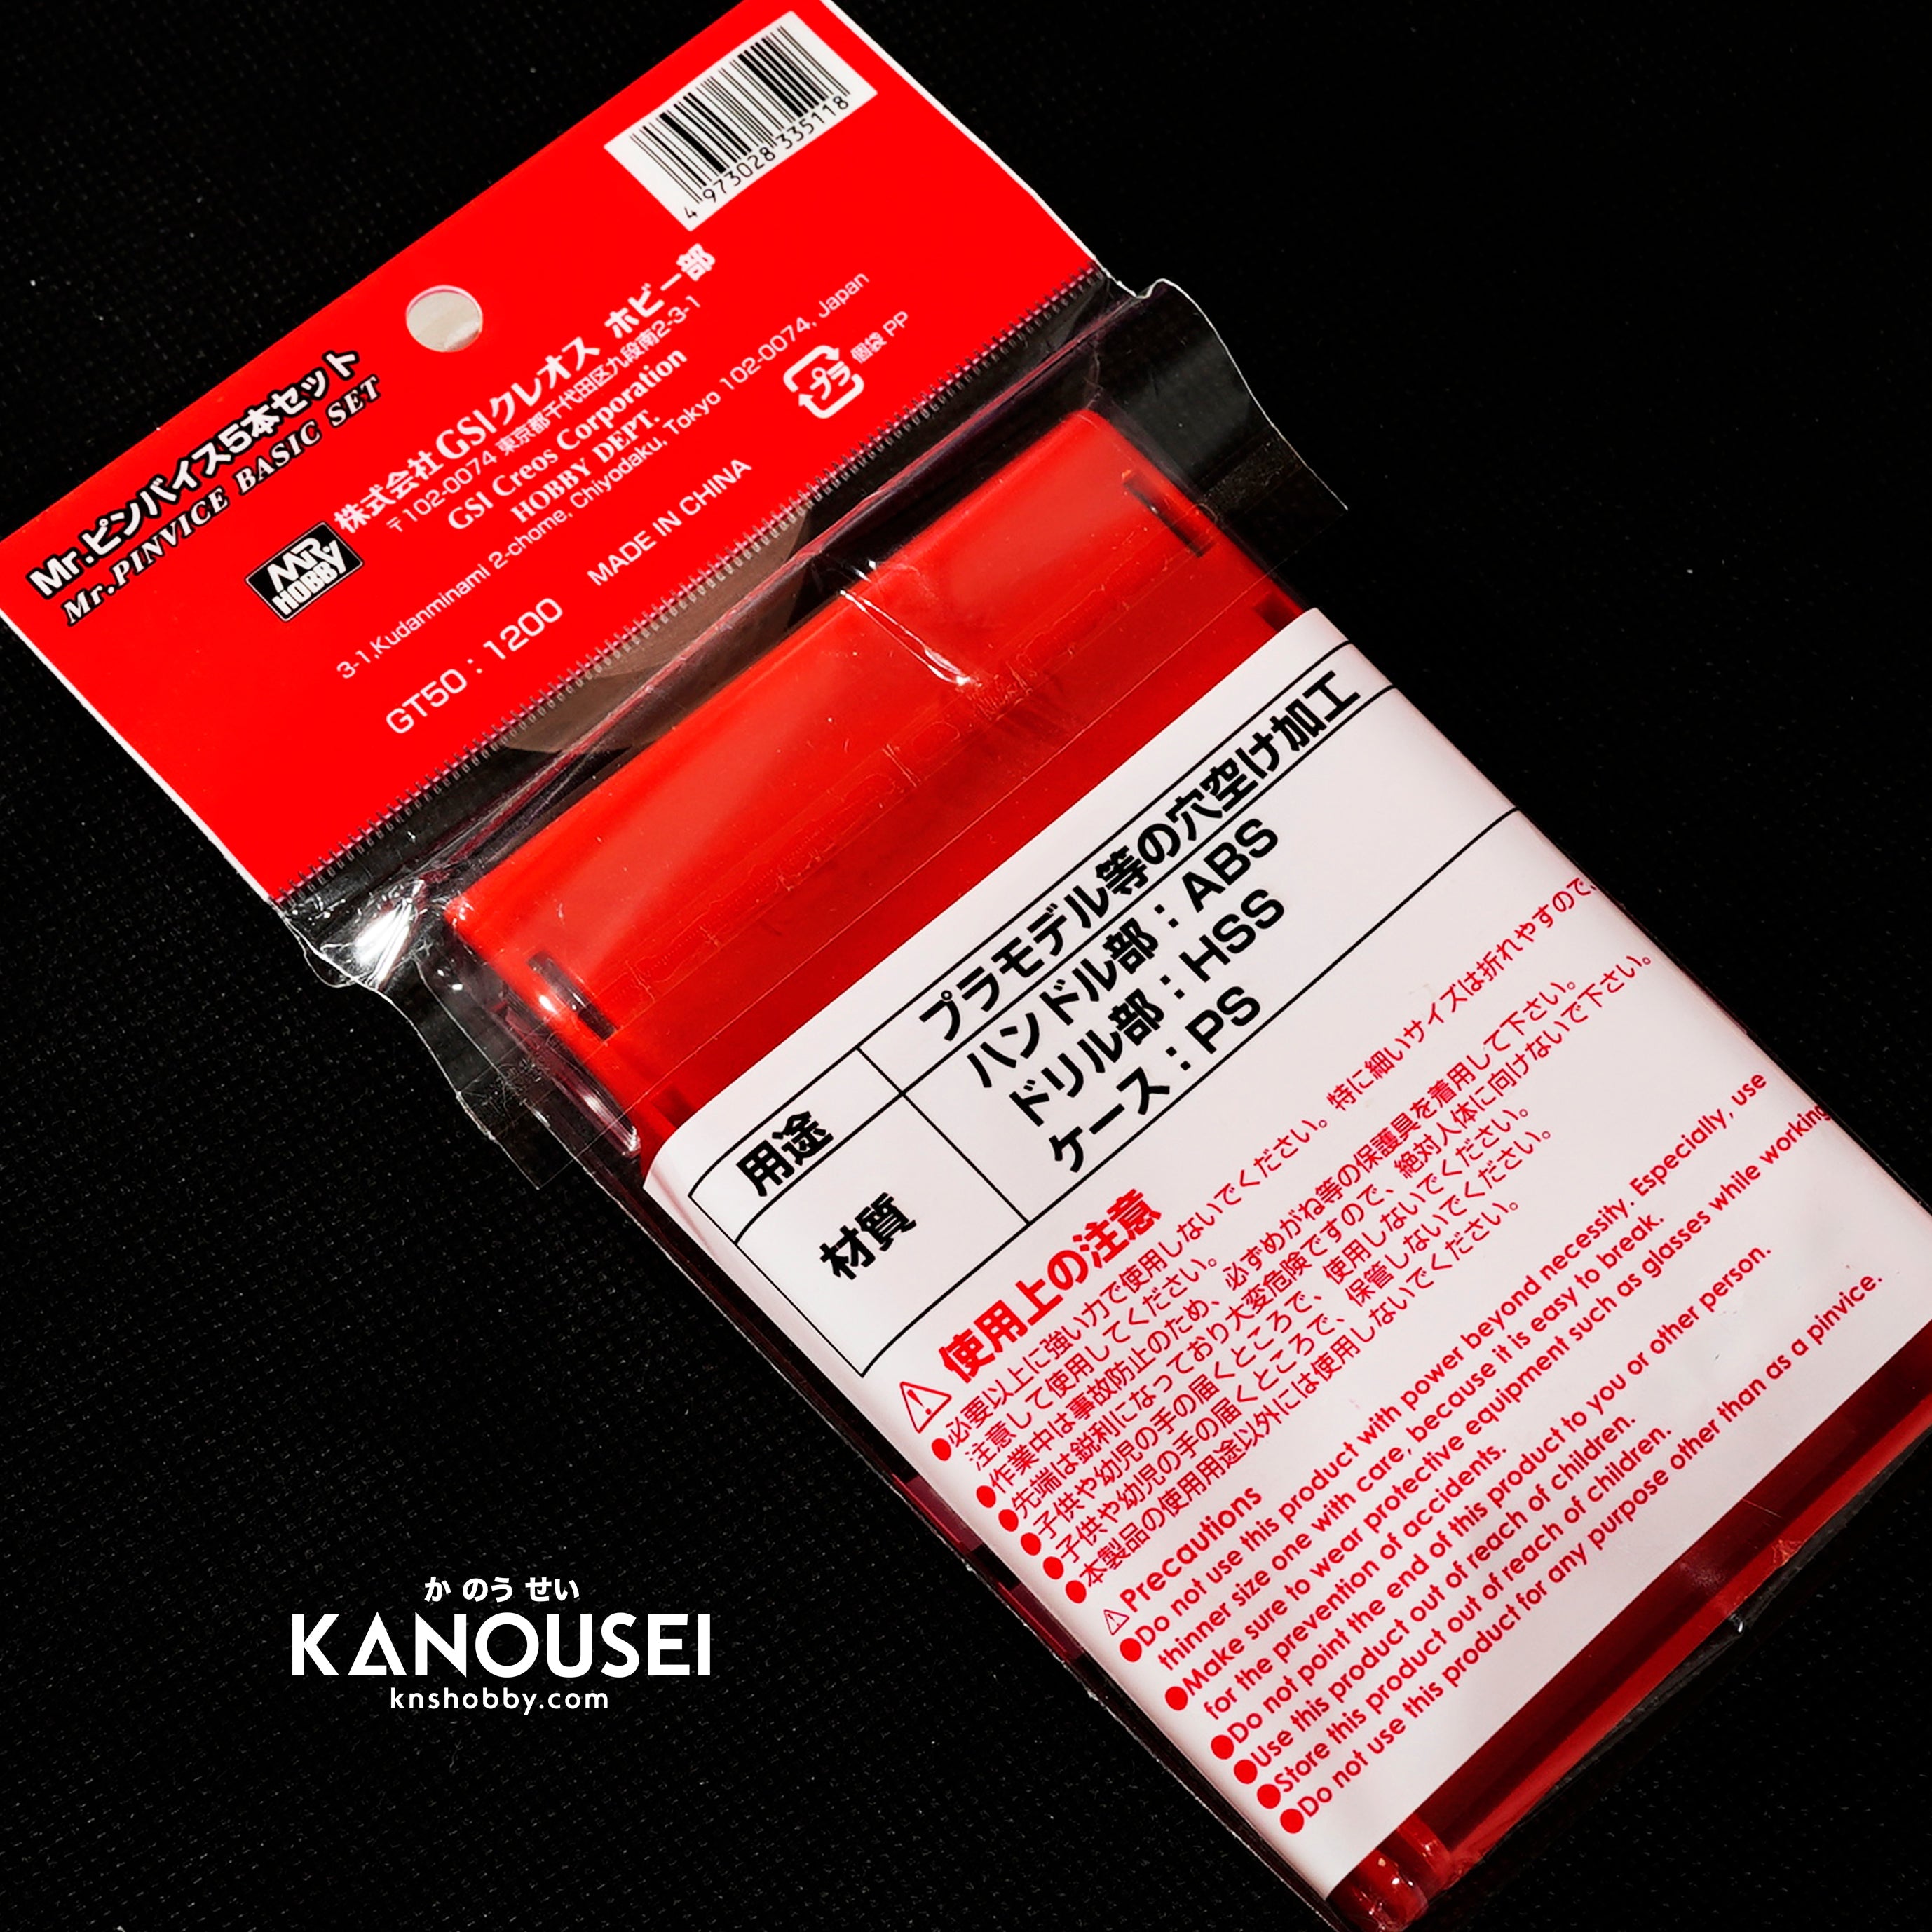 4 973028 335118
Mr.ピンバイス5本セット
Mr.PINVICE BASIC SET
MR HOBBY
株式会社GSIクレオス ホビー部
〒102-0074 東京都千代田区九段南2-3-1
GSI Creos Corporation
HOBBY DEPT.
3-1,Kudanminami 2-chome, Chiyodaku, Tokyo 102-0074, Japan
GT50:1200 MADE IN CHINA
プラ 個袋 PP
用途 プラモデル等の穴空け加工
材質 ハンドル部:ABS
ドリル部:HSS
ケース:PS
使用上の注意
●必要以上に強い力で使用しないでください。特に細いサイズは折れやすので、
注意して使用してください。
●作業中は事故防止のため、必ずめがね等の保護具を着用して下さい。
●先端は鋭利になっており大変危険ですので、絶対人体に向けないで下さい。
●子供や幼児の手の届くところで、使用しないでください。
●子供や幼児の手の届くところで、保管しないでください。
●本製品の使用用途以外には使用しないでください。
Precautions
●Do not use this product with power beyond necessity. Especially, use
thinner size one with care, because it is easy to break.
●Make sure to wear protective equipment such as glasses while working
for the prevention of accidents.
●Do not point the end of this product to you or other person.
●Use this product out of reach of children.
●Store this product out of reach of children.
●Do not use this product for any purpose other than as a pinvice.
か のう せい
KANOUSEI
knshobby.com